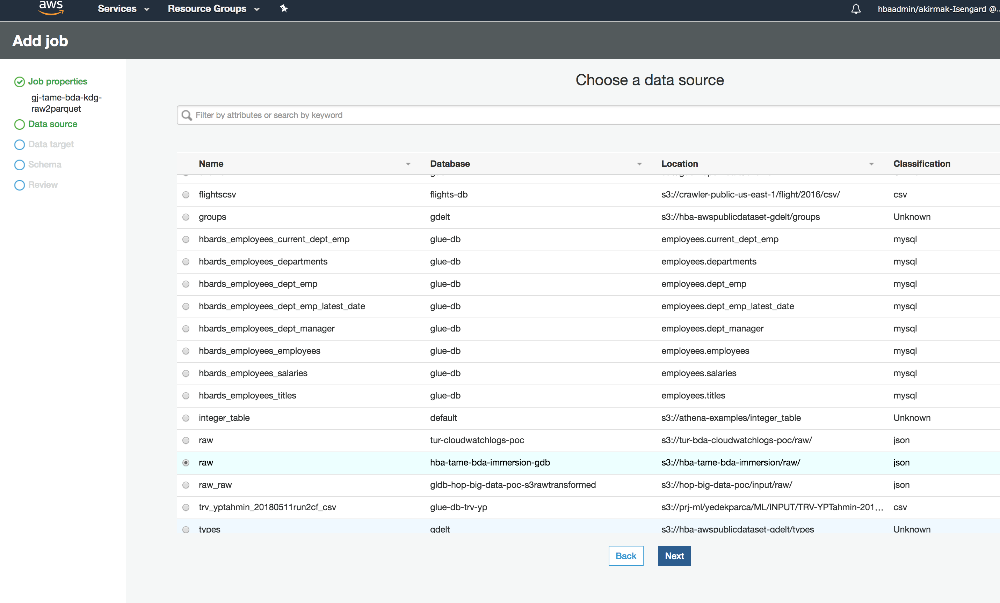 aws Services Resource Groups hbaadmin/akirmak-Isengard @...
Add job
Job properties
gj-tame-bda-kdg-
raw2parquet
Data source
Data target
Schema
Review
Choose a data source
Filter by attributes or search by keyword
Name Database Location Classification
flightscsv flights-db s3://crawler-public-us-east-1/flight/2016/csv/ csv
groups gdelt s3://hba-awspublicdataset-gdelt/groups Unknown
hbards_employees_current_dept_emp glue-db employees.current_dept_emp mysql
hbards_employees_departments glue-db employees.departments mysql
hbards_employees_dept_emp glue-db employees.dept_emp mysql
hbards_employees_dept_emp_latest_date glue-db employees.dept_emp_latest_date mysql
hbards_employees_dept_manager glue-db employees.dept_manager mysql
hbards_employees_employees glue-db employees.employees mysql
hbards_employees_salaries glue-db employees.salaries mysql
hbards_employees_titles glue-db employees.titles mysql
integer_table default s3://athena-examples/integer_table Unknown
raw tur-cloudwatchlogs-poc s3://tur-bda-cloudwatchlogs-poc/raw/ json
raw hba-tame-bda-immersion-gdb s3://hba-tame-bda-immersion/raw/ json
raw_raw gldb-hop-big-data-poc-s3rawtransformed s3://hop-big-data-poc/input/raw/ json
trv_yptahmin_20180511run2cf_csv glue-db-trv-yp s3://prj-ml/yedekparca/ML/INPUT/TRV-YPTahmin-201... csv
types gdelt s3://hba-awspublicdataset-gdelt/types Unknown
Back Next